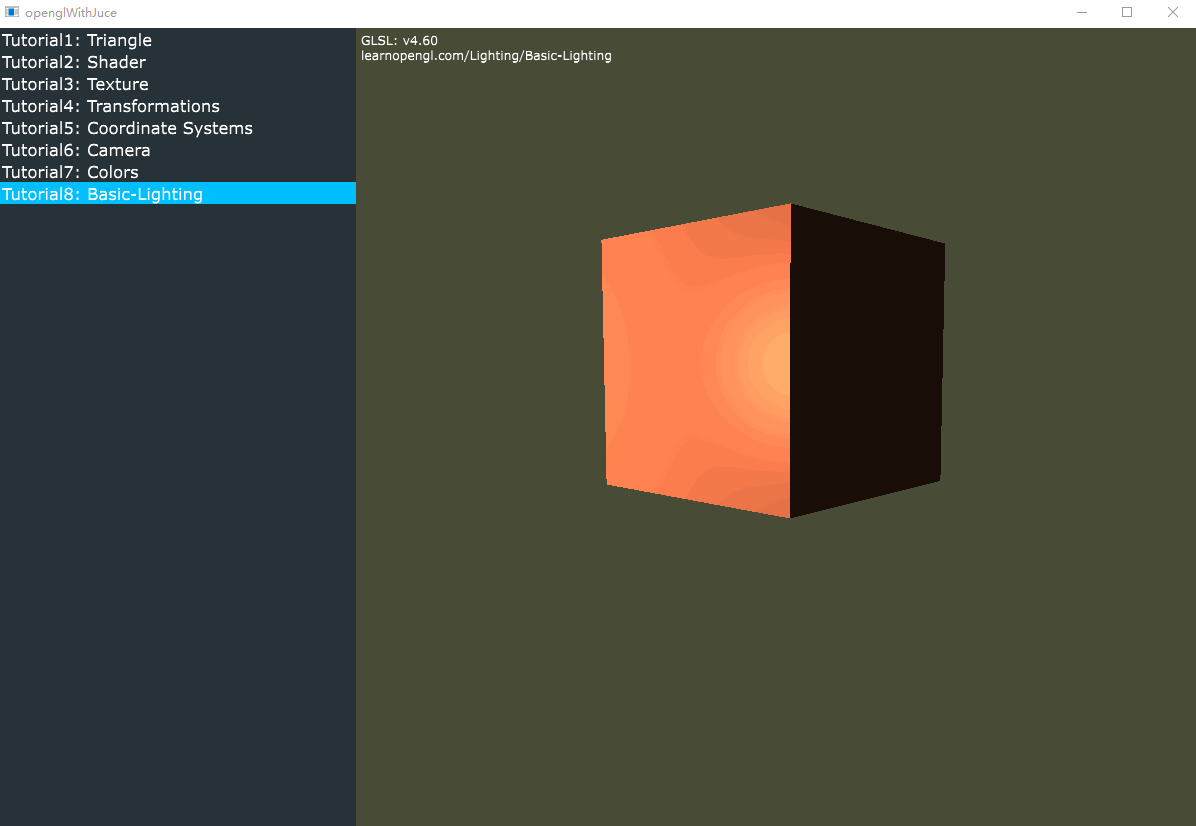 openglWithJuce
Tutorial1: Triangle
Tutorial2: Shader
Tutorial3: Texture
Tutorial4: Transformations
Tutorial5: Coordinate Systems
Tutorial6: Camera
Tutorial7: Colors
Tutorial8: Basic-Lighting
GLSL: v4.60
learnopengl.com/Lighting/Basic-Lighting